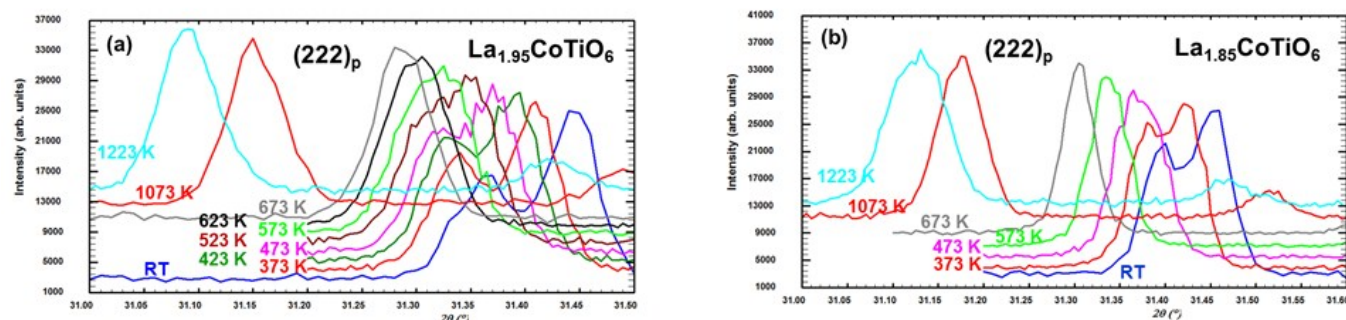 (a)
(222)p
La1.95CoTiO6
Intensity (arb. units)
37000
33000
29000
25000
21000
17000
13000
9000
5000
1000
1223 K
1073 K
673 K
623 K
573 K
523 K
473 K
423 K
373 K
RT
31.00
31.05
31.10
31.15
31.20
31.25
31.30
31.35
31.40
31.45
31.50
2θ (°)
(b)
(222)p
La1.85CoTiO6
Intensity (arb. units)
41000
37000
33000
29000
25000
21000
17000
13000
9000
5000
1000
1223 K
1073 K
673 K
573 K
473 K
373 K
RT
31.00
31.05
31.10
31.15
31.20
31.25
31.30
31.35
31.40
31.45
31.50
31.55
31.60
2θ (°)